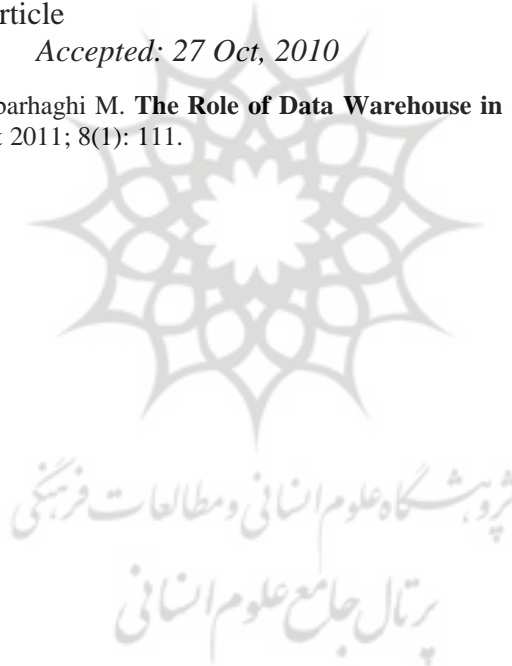 rticle
Accepted: 27 Oct, 2010
parhaghi M. The Role of Data Warehouse in
t 2011; 8(1): 111.
پژوهشگاه علوم انسانی و مطالعات فرهنگی
پرتال جامع علوم انسانی